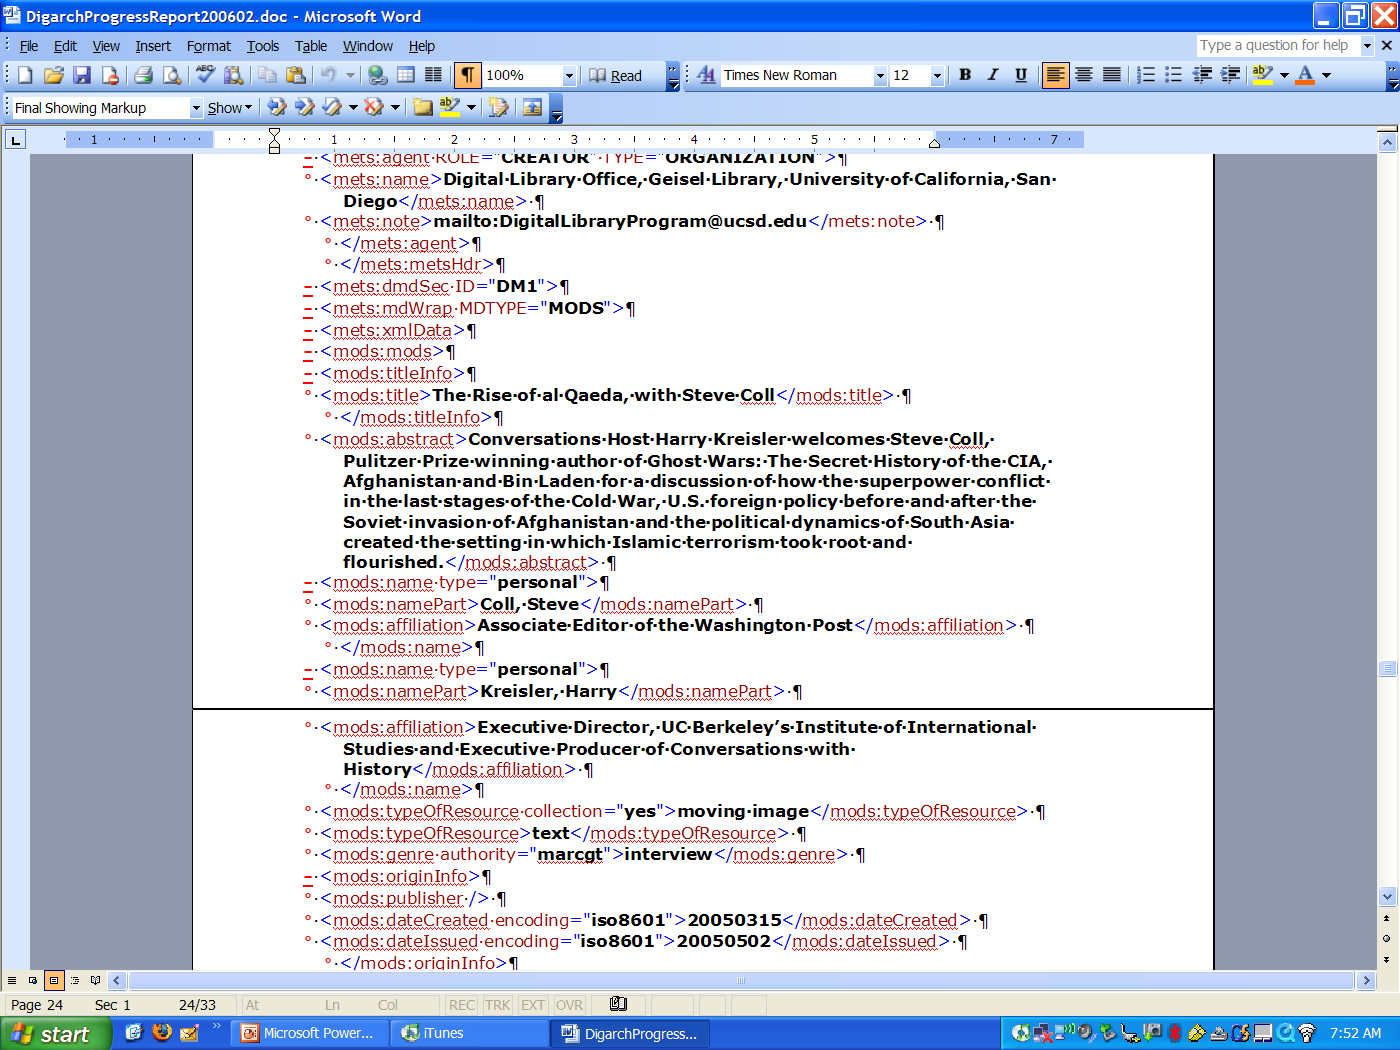 DigarchProgressReport200602.doc - Microsoft Word
File Edit View Insert Format Tools Table Window Help Type a question for help
¶ 100% Read Times New Roman 12 B I U
Final Showing Markup Show
L 1 1 2 3 4 5 7
- <mets:agent ROLE="CREATOR" TYPE="ORGANIZATION">¶
<mets:name>Digital Library Office, Geisel Library, University of California, San
Diego</mets:name> ¶
<mets:note>mailto:DigitalLibraryProgram@ucsd.edu</mets:note> ¶
</mets:agent>¶
</mets:metsHdr>¶
- <mets:dmdSec ID="DM1">¶
- <mets:mdWrap MDTYPE="MODS">¶
- <mets:xmlData>¶
- <mods:mods>¶
- <mods:titleInfo>¶
<mods:title>The Rise of al Qaeda, with Steve Coll</mods:title> ¶
</mods:titleInfo>¶
<mods:abstract>Conversations Host Harry Kreisler welcomes Steve Coll,
Pulitzer Prize winning author of Ghost Wars: The Secret History of the CIA,
Afghanistan and Bin Laden for a discussion of how the superpower conflict
in the last stages of the Cold War, U.S. foreign policy before and after the
Soviet invasion of Afghanistan and the political dynamics of South Asia
created the setting in which Islamic terrorism took root and
flourished.</mods:abstract> ¶
- <mods:name type="personal">¶
<mods:namePart>Coll, Steve</mods:namePart> ¶
<mods:affiliation>Associate Editor of the Washington Post</mods:affiliation> ¶
</mods:name>¶
- <mods:name type="personal">¶
<mods:namePart>Kreisler, Harry</mods:namePart> ¶
<mods:affiliation>Executive Director, UC Berkeley’s Institute of International
Studies and Executive Producer of Conversations with
History</mods:affiliation> ¶
</mods:name>¶
<mods:typeOfResource collection="yes">moving image</mods:typeOfResource> ¶
<mods:typeOfResource>text</mods:typeOfResource> ¶
<mods:genre authority="marcgt">interview</mods:genre> ¶
- <mods:originInfo>¶
<mods:publisher /> ¶
<mods:dateCreated encoding="iso8601">20050315</mods:dateCreated> ¶
<mods:dateIssued encoding="iso8601">20050502</mods:dateIssued> ¶
</mods:originInfo>¶
Page 24 Sec 1 24/33 At Ln Col REC TRK EXT OVR
start Microsoft Power... iTunes DigarchProgress... 7:52 AM